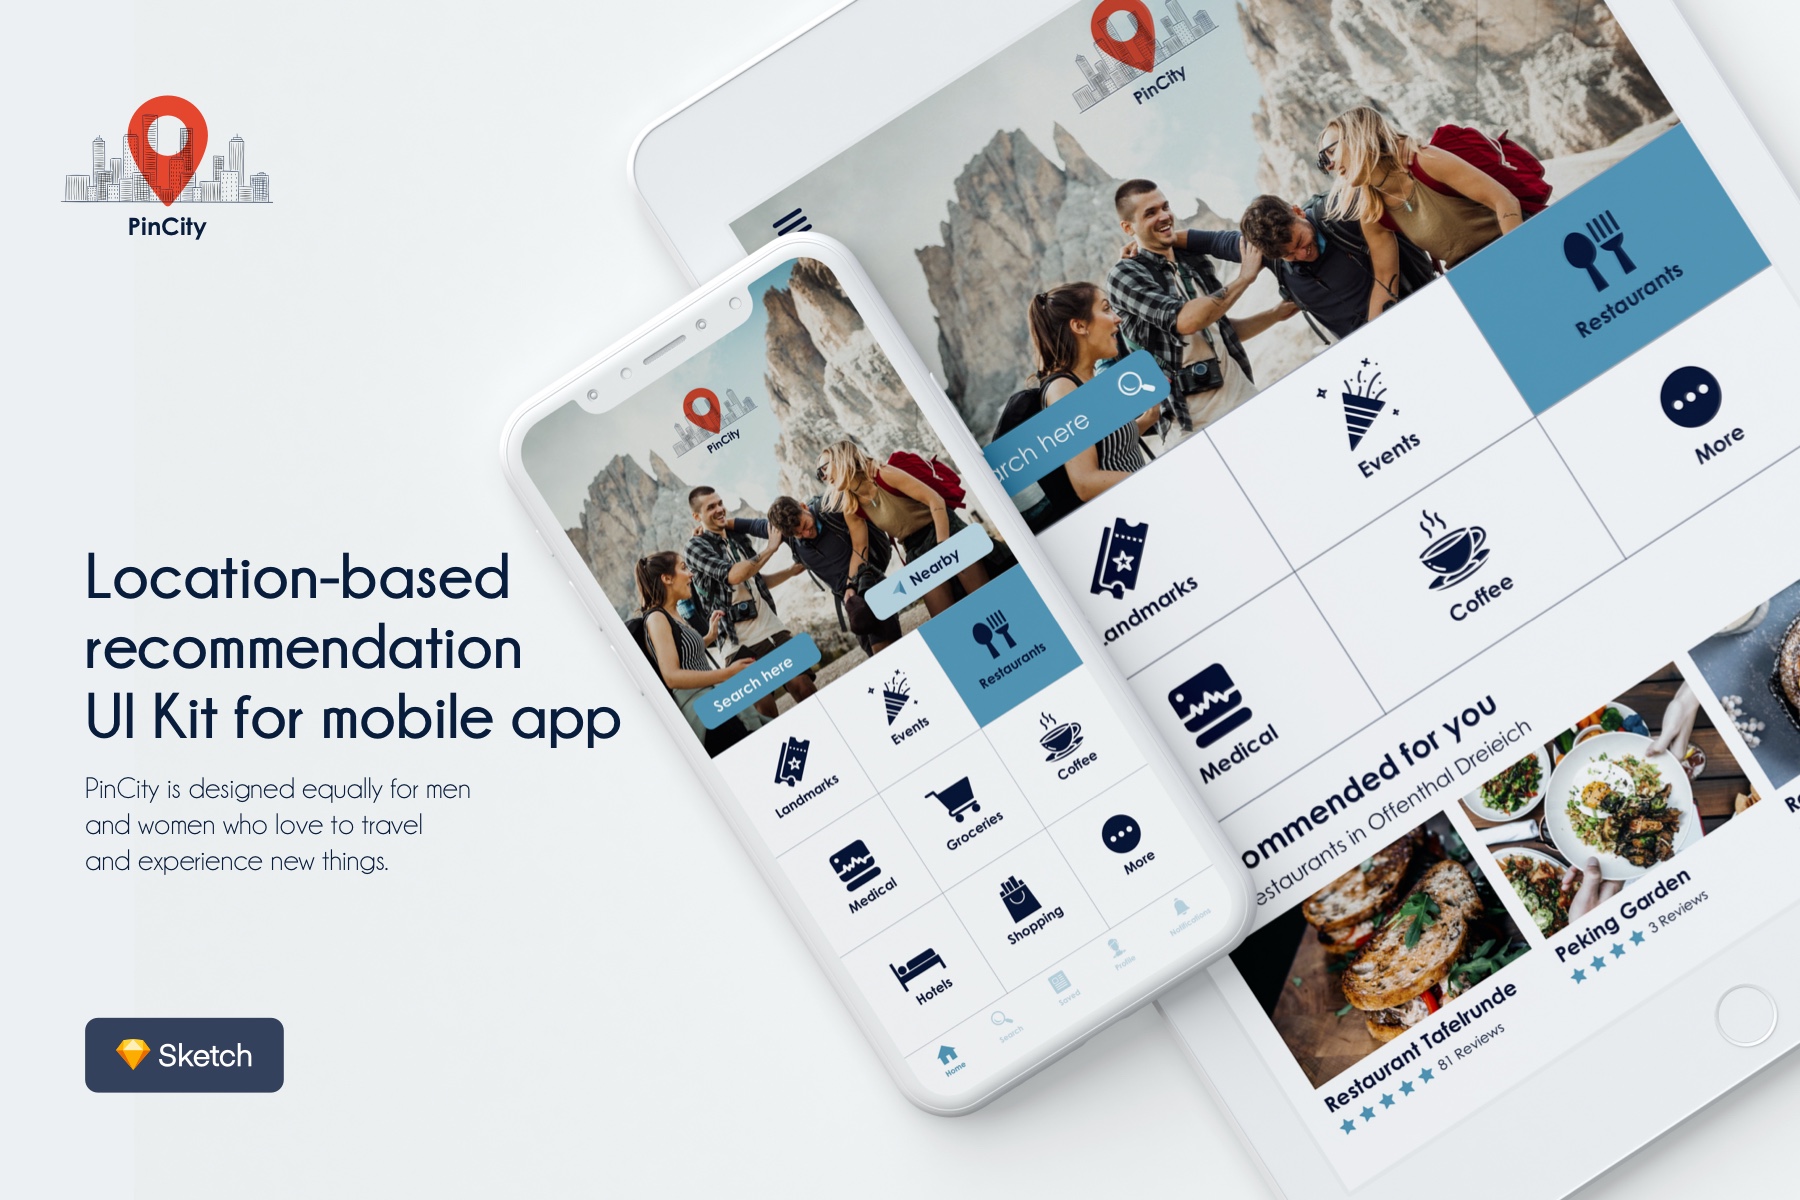 PinCity
Location-based
recommendation
UI Kit for mobile app
PinCity is designed equally for men
and women who love to travel
and experience new things.
Sketch
PinCity
Nearby
Search here
Restaurants
Events
Landmarks
Coffee
Groceries
Medical
More
Shopping
Hotels
Home
Search
Saved
Profile
Notifications
PinCity
arch here
Restaurants
Events
andmarks
More
Coffee
Medical
ommended for you
estaurants in Offenthal Dreieich
Restaurant Tafelrunde
81 Reviews
Peking Garden
3 Reviews